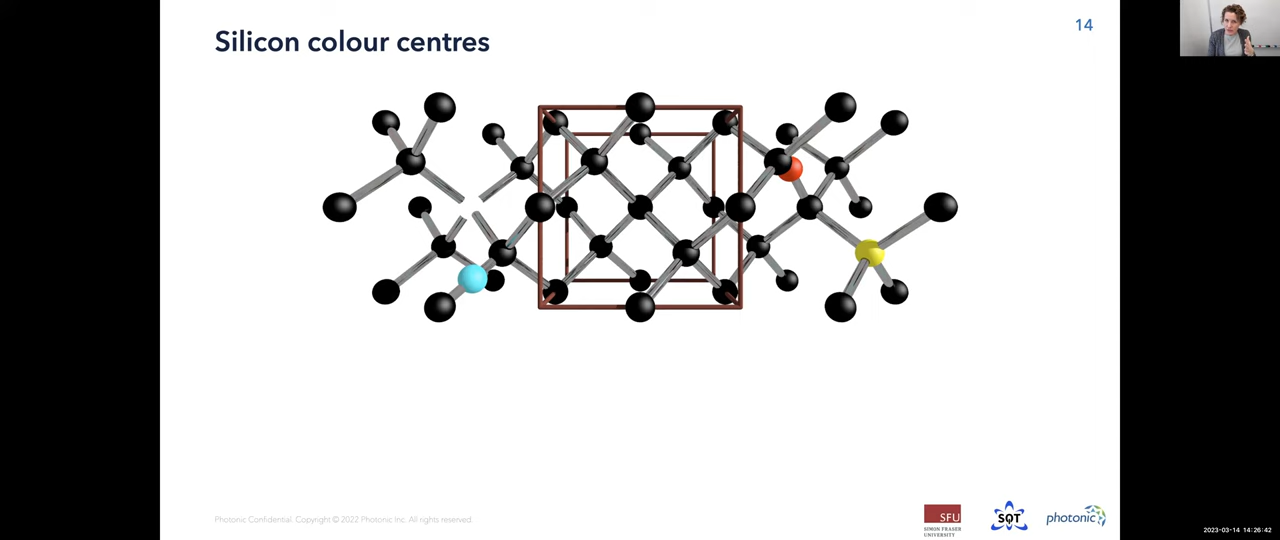 14
Silicon colour centres
Photonic Confidential. Copyright © 2022 Photonic Inc. All rights reserved.
SFU
SIMON FRASER
UNIVERSITY
SQT
photonic
2023-03-14 14:26:42